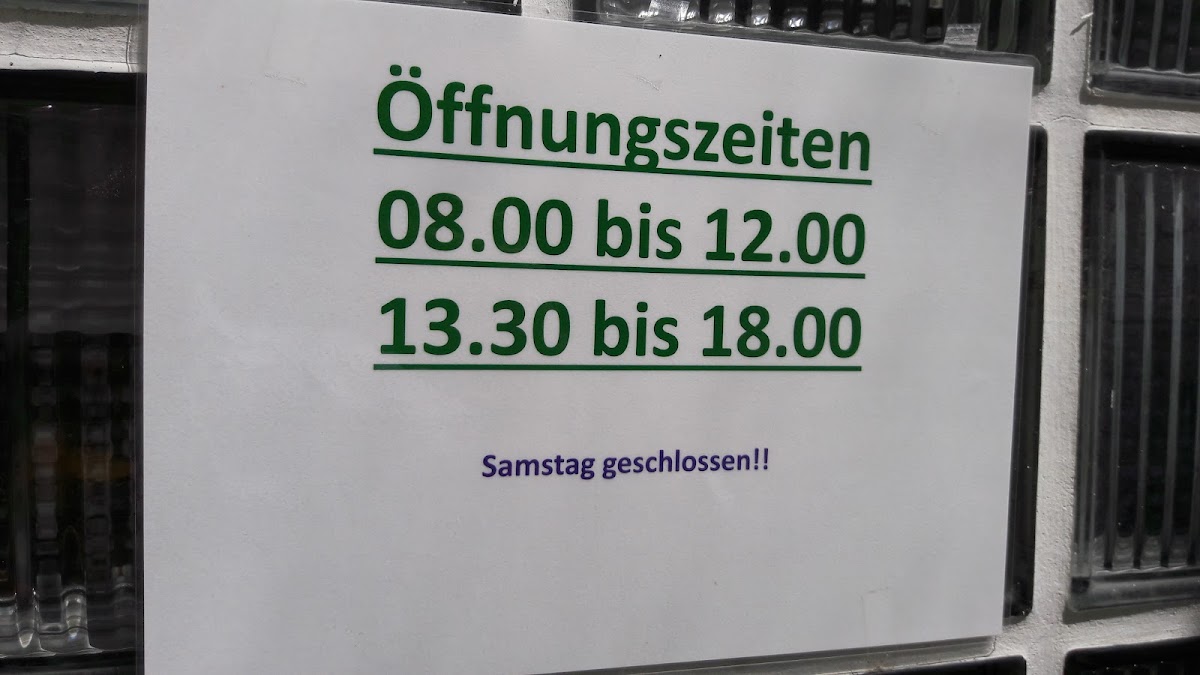 Öffnungszeiten
08.00 bis 12.00
13.30 bis 18.00
Samstag geschlossen!!